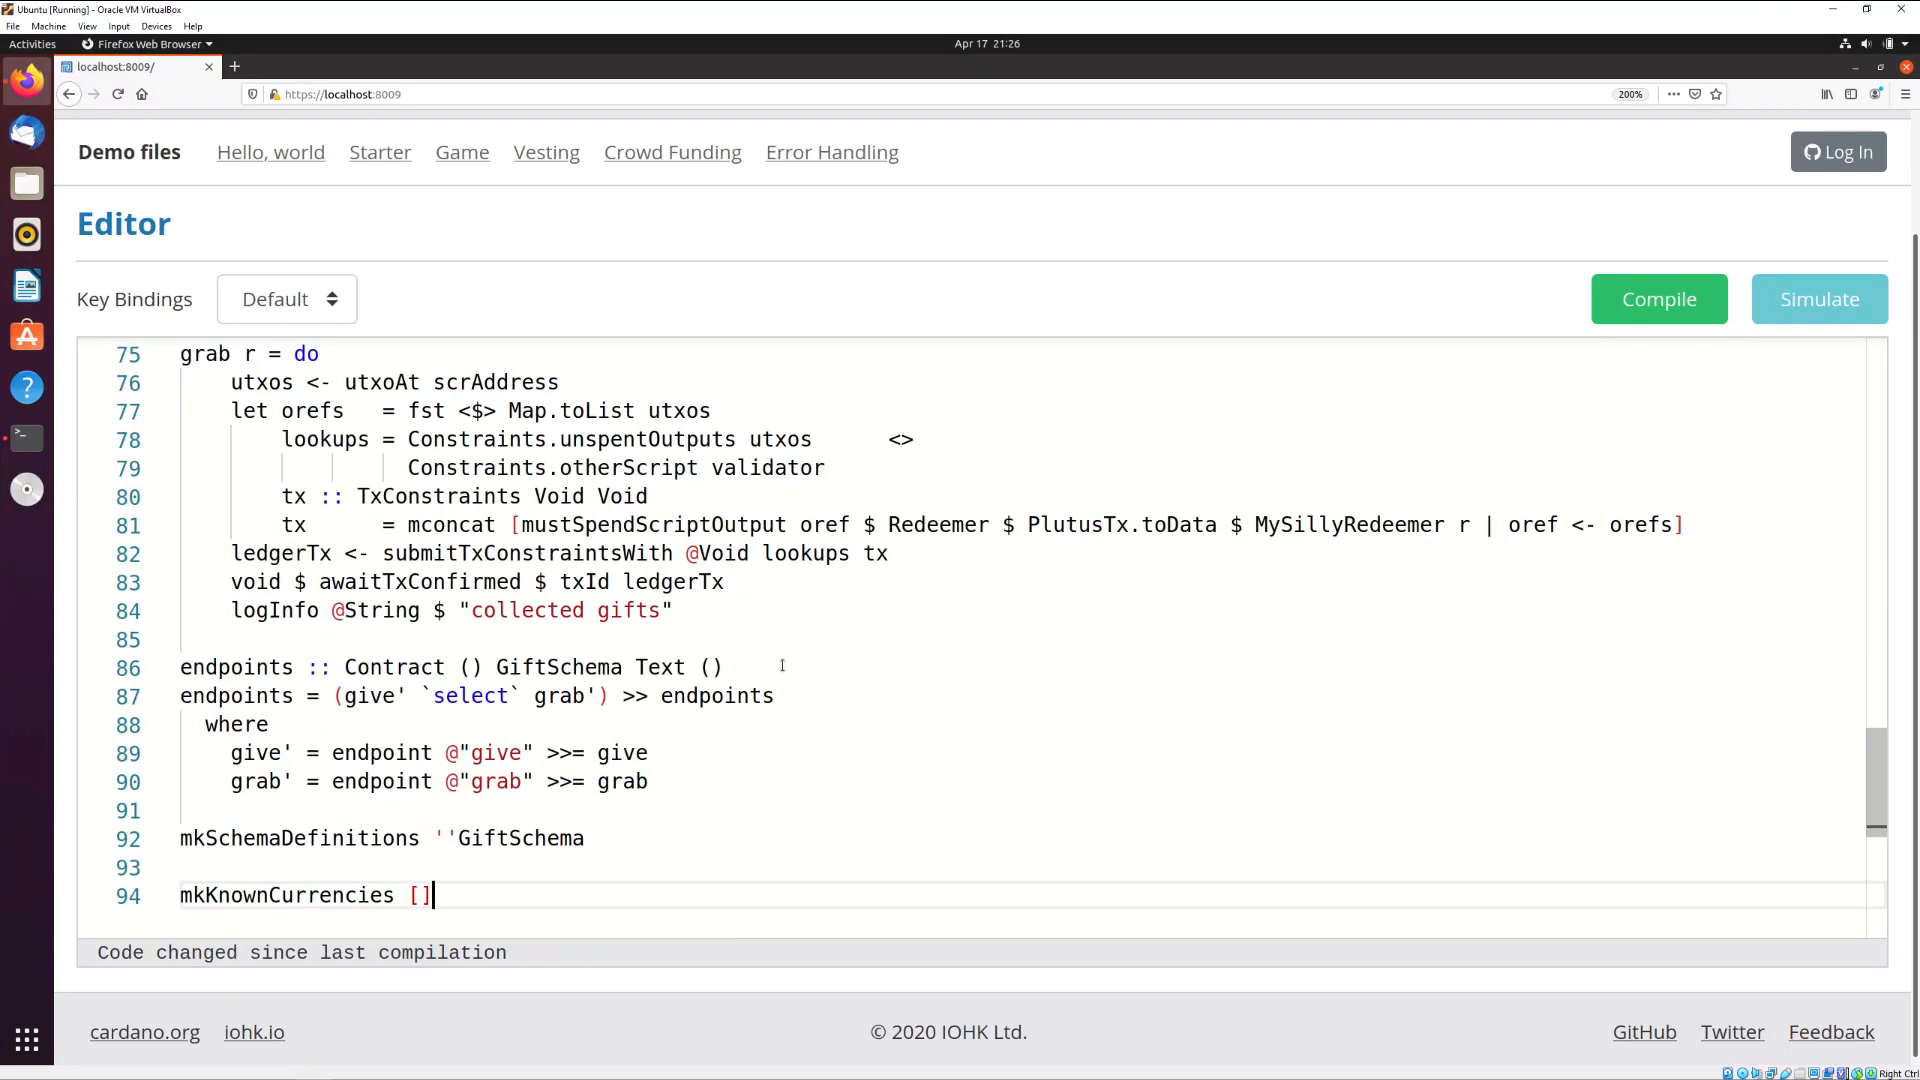 Ubuntu [Running] - Oracle VM VirtualBox
File Machine View Input Devices Help
Activities Firefox Web Browser Apr 17 21:26
localhost:8009/
https://localhost:8009 200%
Demo files Hello, world Starter Game Vesting Crowd Funding Error Handling Log In
Editor
Key Bindings Default Compile Simulate
75 grab r = do
76 utxos <- utxoAt scrAddress
77 let orefs = fst <$> Map.toList utxos
78 lookups = Constraints.unspentOutputs utxos <>
79 Constraints.otherScript validator
80 tx :: TxConstraints Void Void
81 tx = mconcat [mustSpendScriptOutput oref $ Redeemer $ PlutusTx.toData $ MySillyRedeemer r | oref <- orefs]
82 ledgerTx <- submitTxConstraintsWith @Void lookups tx
83 void $ awaitTxConfirmed $ txId ledgerTx
84 logInfo @String $ "collected gifts"
85
86 endpoints :: Contract () GiftSchema Text ()
87 endpoints = (give' `select` grab') >> endpoints
88 where
89 give' = endpoint @"give" >>= give
90 grab' = endpoint @"grab" >>= grab
91
92 mkSchemaDefinitions ''GiftSchema
93
94 mkKnownCurrencies []
Code changed since last compilation
cardano.org iohk.io © 2020 IOHK Ltd. GitHub Twitter Feedback
Right Ctrl